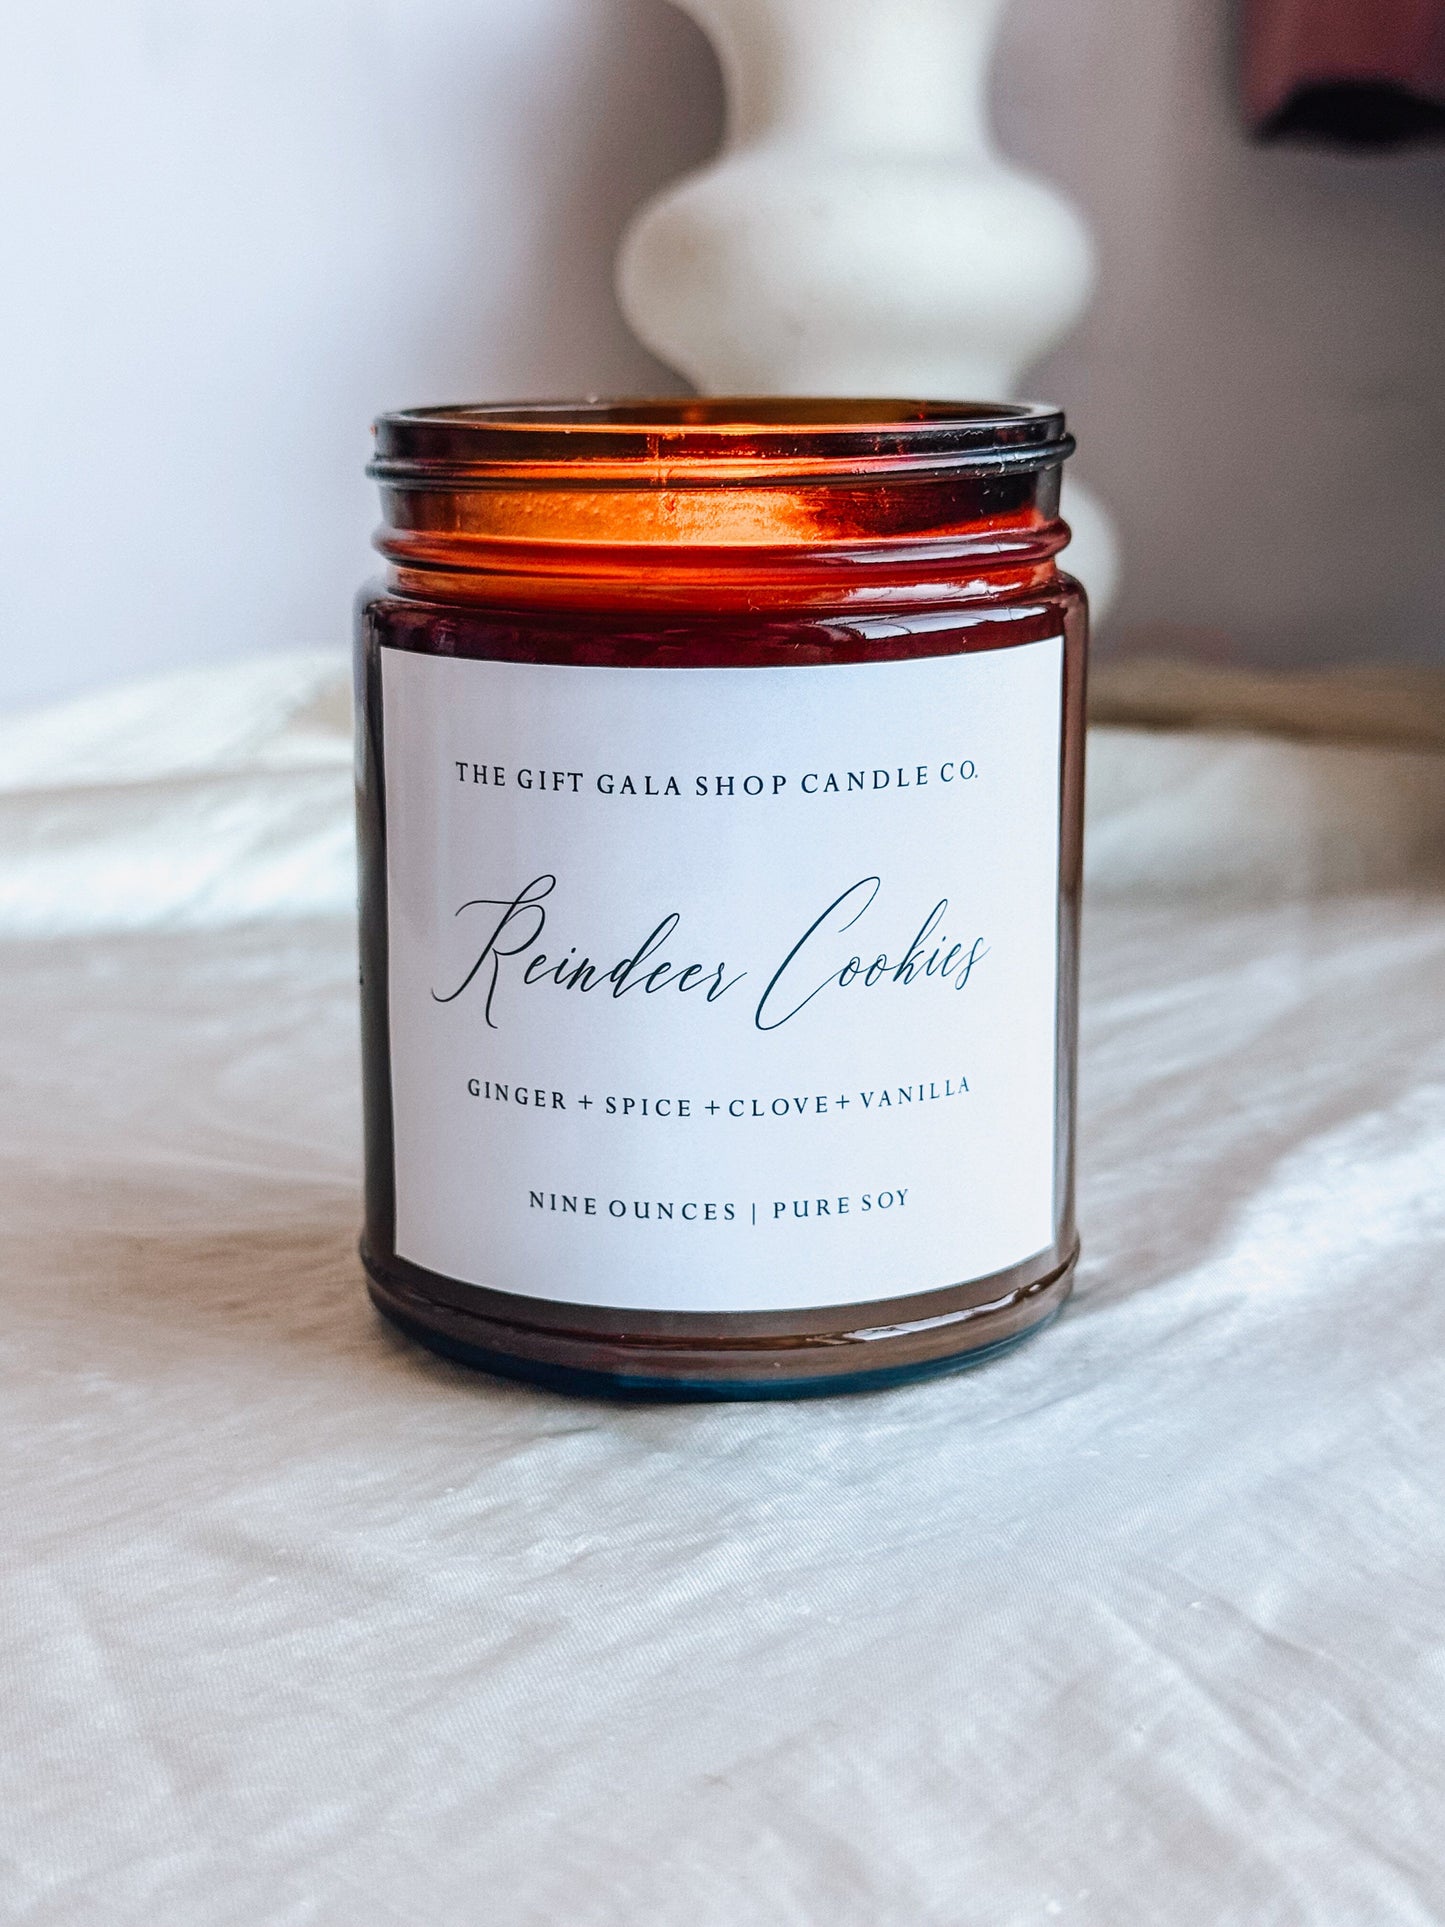 THE GIFT GALA SHOP CANDLE CO.
Reindeer Cookies
GINGER + SPICE + CLOVE + VANILLA
NINE OUNCES | PURE SOY